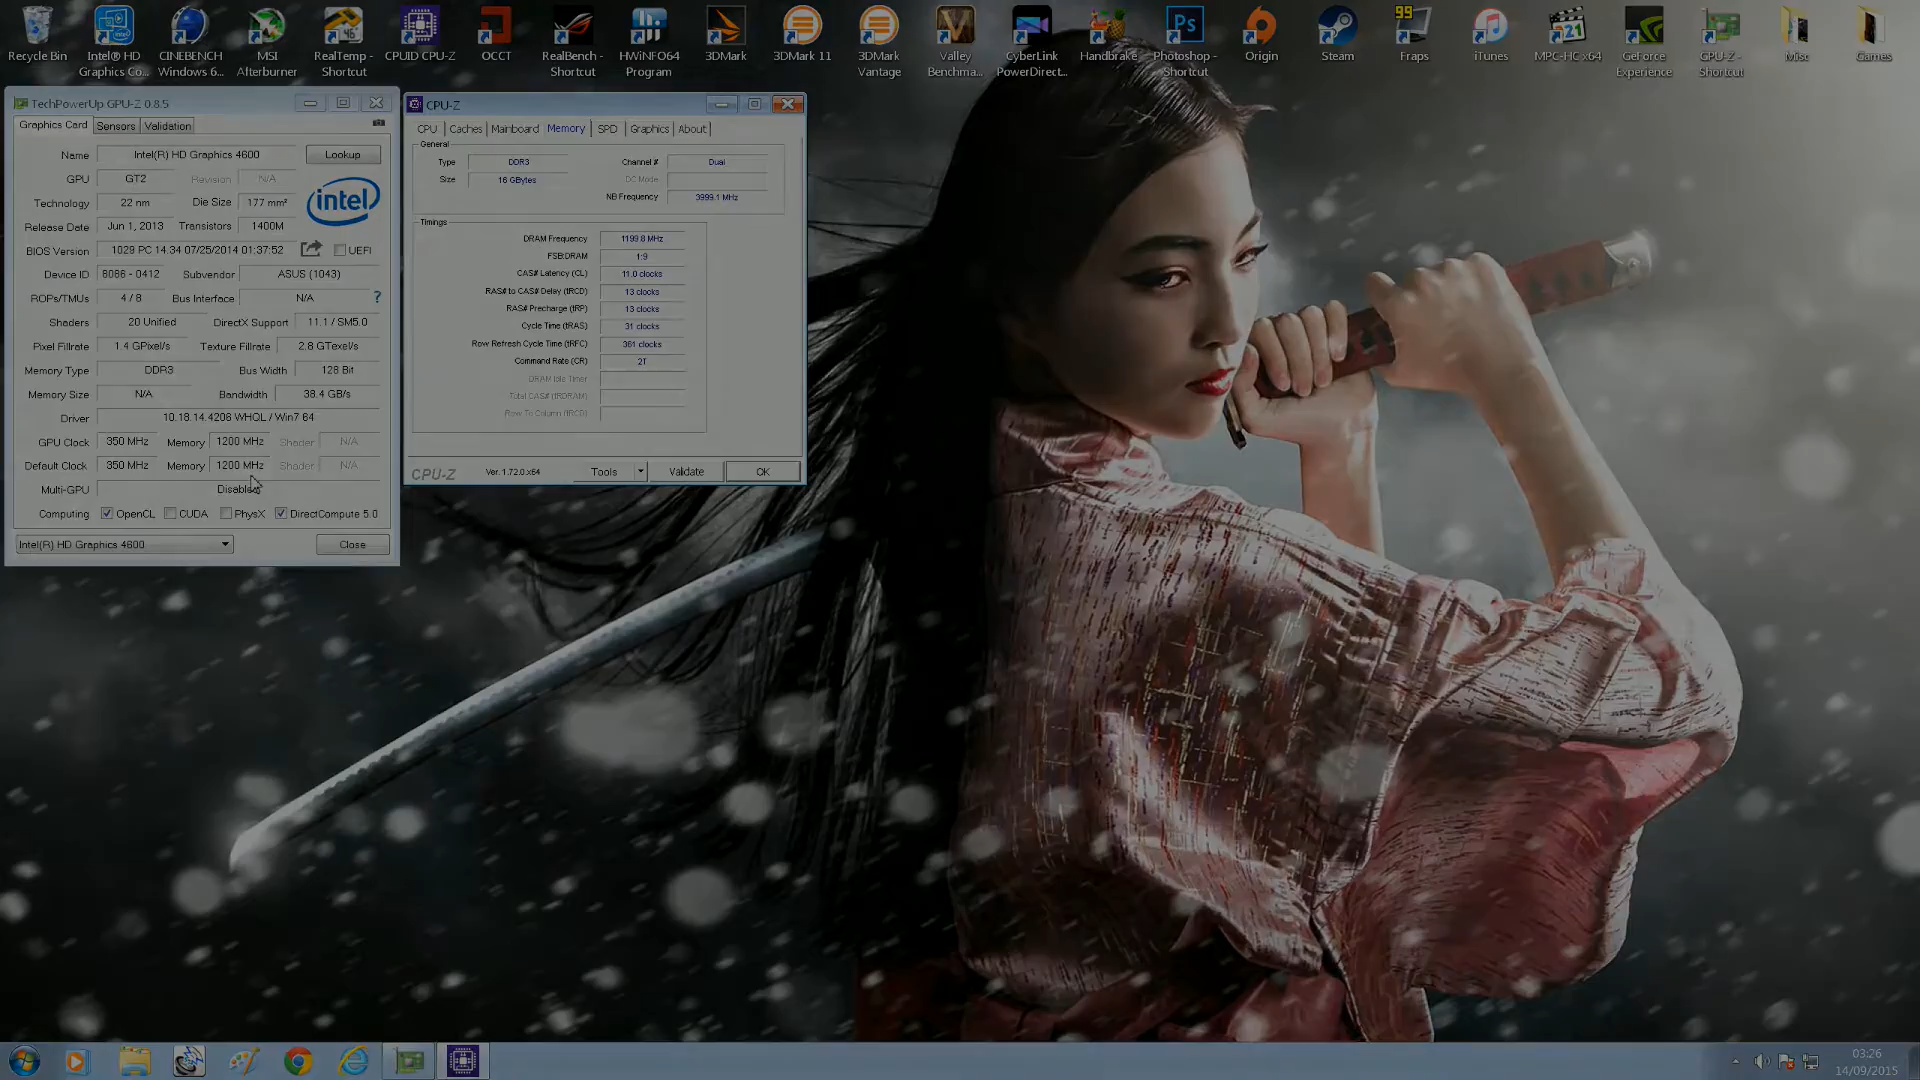 Recycle Bin
Intel® HD Graphics Co...
CINEBENCH Windows 6...
MSI Afterburner
RealTemp - Shortcut
CPUID CPU-Z
OCCT
RealBench - Shortcut
HWiNFO64 Program
3DMark
3DMark 11
3DMark Vantage
Valley Benchma...
CyberLink PowerDirect...
Handbrake
Photoshop - Shortcut
Origin
Steam
99
Fraps
iTunes
MPC-HC x64
GeForce Experience
GPU-Z - Shortcut
Misc
Games
TechPowerUp GPU-Z 0.8.5
Graphics Card Sensors Validation
Name Intel(R) HD Graphics 4600 Lookup
GPU GT2 Revision N/A
intel
Technology 22 nm Die Size 177 mm²
Release Date Jun 1, 2013 Transistors 1400M
BIOS Version 1028 PC 14.34 07/25/2014 01:37:52 UEFI
Device ID 8086 - 0412 Subvendor ASUS (1043)
ROPs/TMUs 4 / 8 Bus Interface N/A ?
Shaders 20 Unified DirectX Support 11.1 / SM5.0
Pixel Fillrate 1.4 GPixel/s Texture Fillrate 2.8 GTexel/s
Memory Type DDR3 Bus Width 128 Bit
Memory Size N/A Bandwidth 38.4 GB/s
Driver 10.18.14.4206 WHQL / Win7 64
GPU Clock 350 MHz Memory 1200 MHz Shader N/A
Default Clock 350 MHz Memory 1200 MHz Shader N/A
Multi-GPU Disabled
Computing OpenCL CUDA PhysX DirectCompute 5.0
Intel(R) HD Graphics 4600 Close
CPU-Z
CPU Caches Mainboard Memory SPD Graphics About
General
Type DDR3 Channel # Dual
Size 16 GBytes DC Mode
NB Frequency 3999.1 MHz
Timings
DRAM Frequency 1199.8 MHz
FSB:DRAM 1:9
CAS# Latency (CL) 11.0 clocks
RAS# to CAS# Delay (tRCD) 13 clocks
RAS# Precharge (tRP) 13 clocks
Cycle Time (tRAS) 31 clocks
Row Refresh Cycle Time (tRFC) 361 clocks
Command Rate (CR) 2T
DRAM Idle Timer
Total CAS# (tRDRAM)
Row To Column (tRCD)
CPU-Z Ver. 1.72.0.x64 Tools Validate OK
03:26
14/09/2015